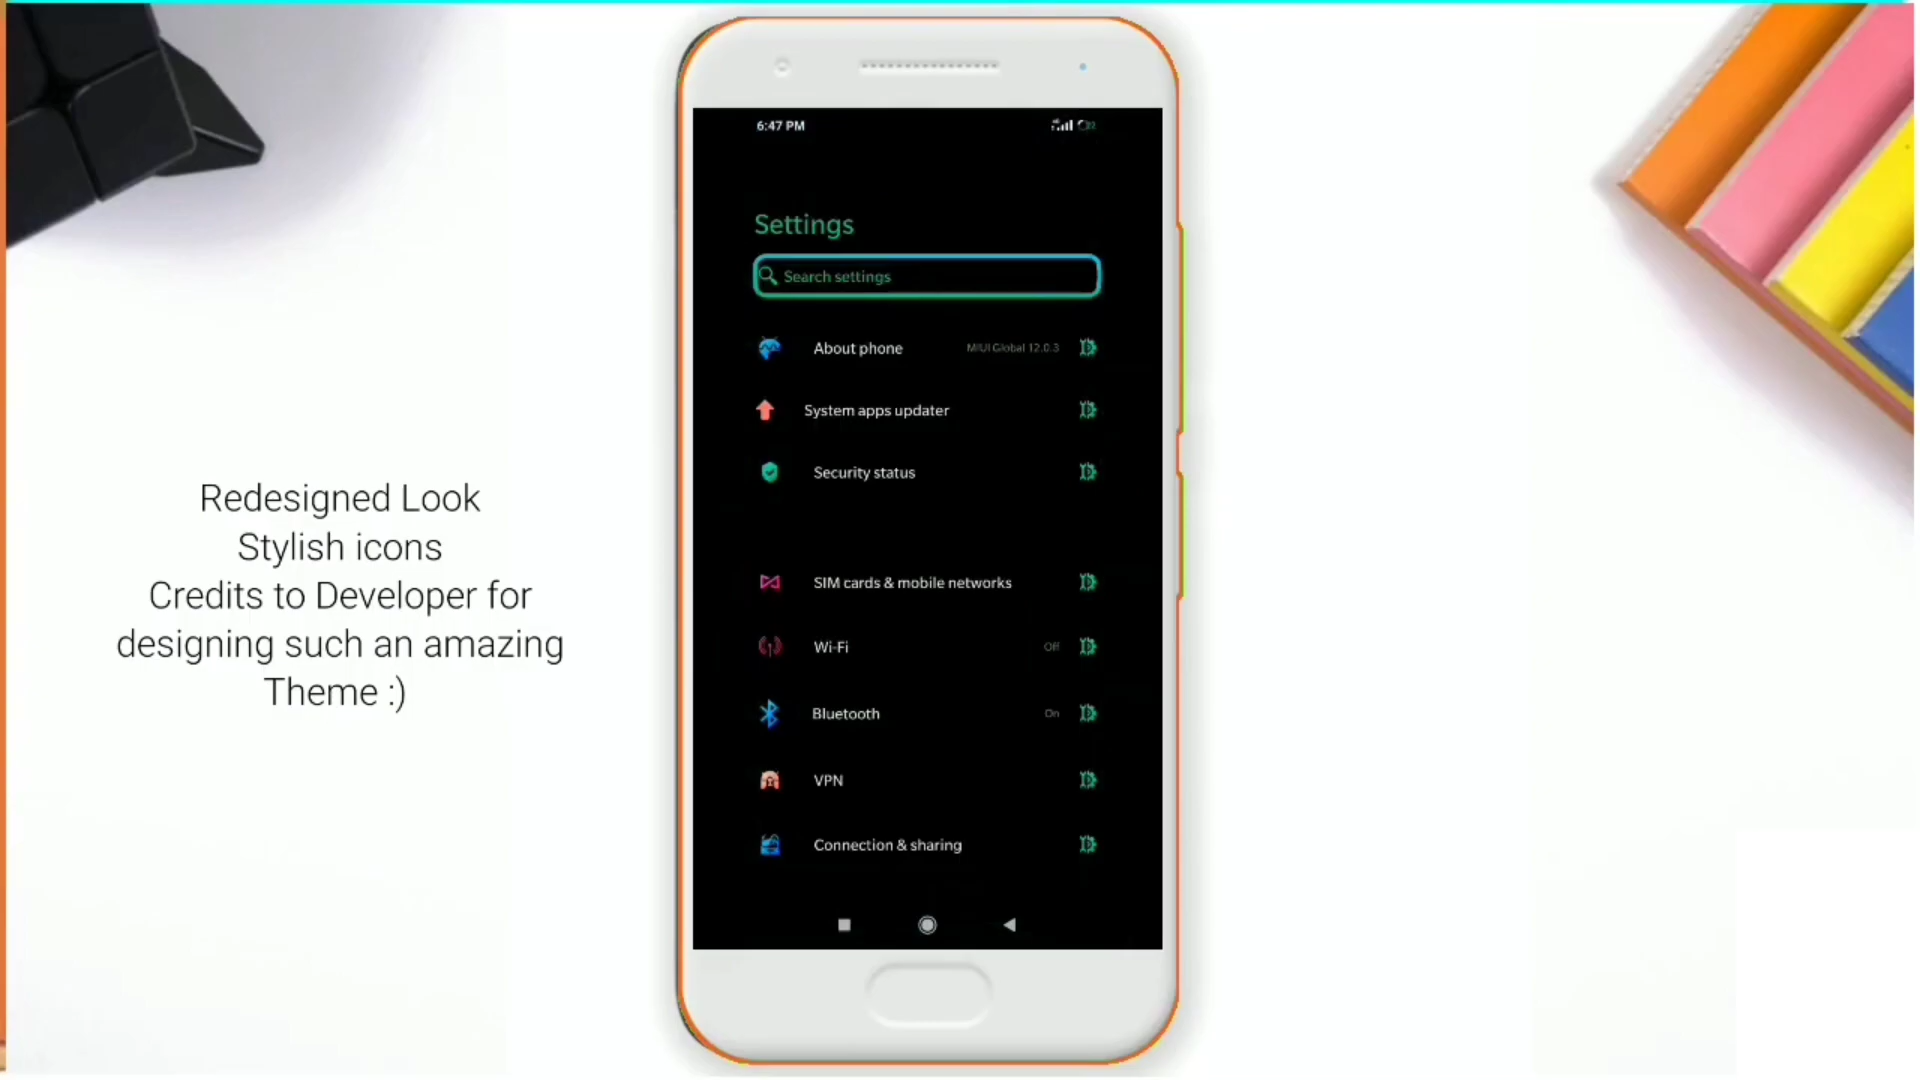 6:47 PM
Settings
Search settings
About phone MIUI Global 12.0.3
System apps updater
Security status
SIM cards & mobile networks
Wi-Fi Off
Bluetooth On
VPN
Connection & sharing
Redesigned Look
Stylish icons
Credits to Developer for
designing such an amazing
Theme :)